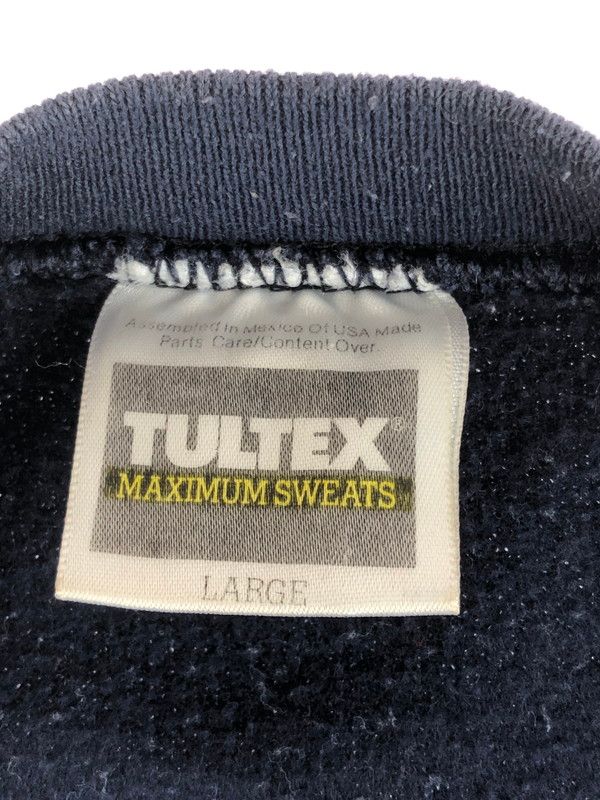 Assembled In Mexico Of USA Made
Parts Care/Content Over.
TULTEX®
MAXIMUM SWEATS
LARGE